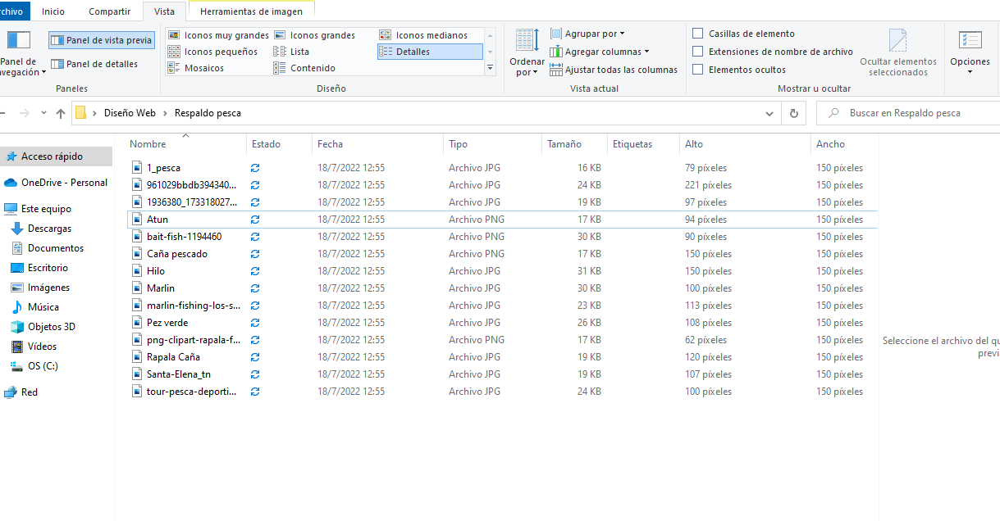 rchivo Inicio Compartir Vista Herramientas de imagen
Panel de vegación
Panel de vista previa
Panel de detalles
Paneles
Iconos muy grandes Iconos grandes Iconos medianos
Iconos pequeños Lista Detalles
Mosaicos Contenido
Diseño
Ordenar por
Agrupar por
Agregar columnas
Ajustar todas las columnas
Vista actual
Casillas de elemento
Extensiones de nombre de archivo
Elementos ocultos
Ocultar elementos seleccionados
Mostrar u ocultar
Opciones
Diseño Web > Respaldo pesca
Buscar en Respaldo pesca
Acceso rápido
OneDrive - Personal
Este equipo
Descargas
Documentos
Escritorio
Imágenes
Música
Objetos 3D
Vídeos
OS (C:)
Red
Nombre Estado Fecha Tipo Tamaño Etiquetas Alto Ancho
1_pesca 18/7/2022 12:55 Archivo JPG 16 KB 79 píxeles 150 píxeles
961029bbdb394340... 18/7/2022 12:55 Archivo JPG 24 KB 221 píxeles 150 píxeles
1936380_173318027... 18/7/2022 12:55 Archivo JPG 19 KB 97 píxeles 150 píxeles
Atun 18/7/2022 12:55 Archivo PNG 17 KB 94 píxeles 150 píxeles
bait-fish-1194460 18/7/2022 12:55 Archivo PNG 30 KB 90 píxeles 150 píxeles
Caña pescado 18/7/2022 12:55 Archivo PNG 17 KB 150 píxeles 150 píxeles
Hilo 18/7/2022 12:55 Archivo JPG 31 KB 150 píxeles 150 píxeles
Marlin 18/7/2022 12:55 Archivo JPG 30 KB 100 píxeles 150 píxeles
marlin-fishing-los-s... 18/7/2022 12:55 Archivo JPG 23 KB 113 píxeles 150 píxeles
Pez verde 18/7/2022 12:55 Archivo JPG 26 KB 108 píxeles 150 píxeles
png-clipart-rapala-f... 18/7/2022 12:55 Archivo PNG 17 KB 62 píxeles 150 píxeles
Rapala Caña 18/7/2022 12:55 Archivo JPG 19 KB 120 píxeles 150 píxeles
Santa-Elena_tn 18/7/2022 12:55 Archivo JPG 19 KB 107 píxeles 150 píxeles
tour-pesca-deporti... 18/7/2022 12:55 Archivo JPG 24 KB 100 píxeles 150 píxeles
Seleccione el archivo del qu
previ